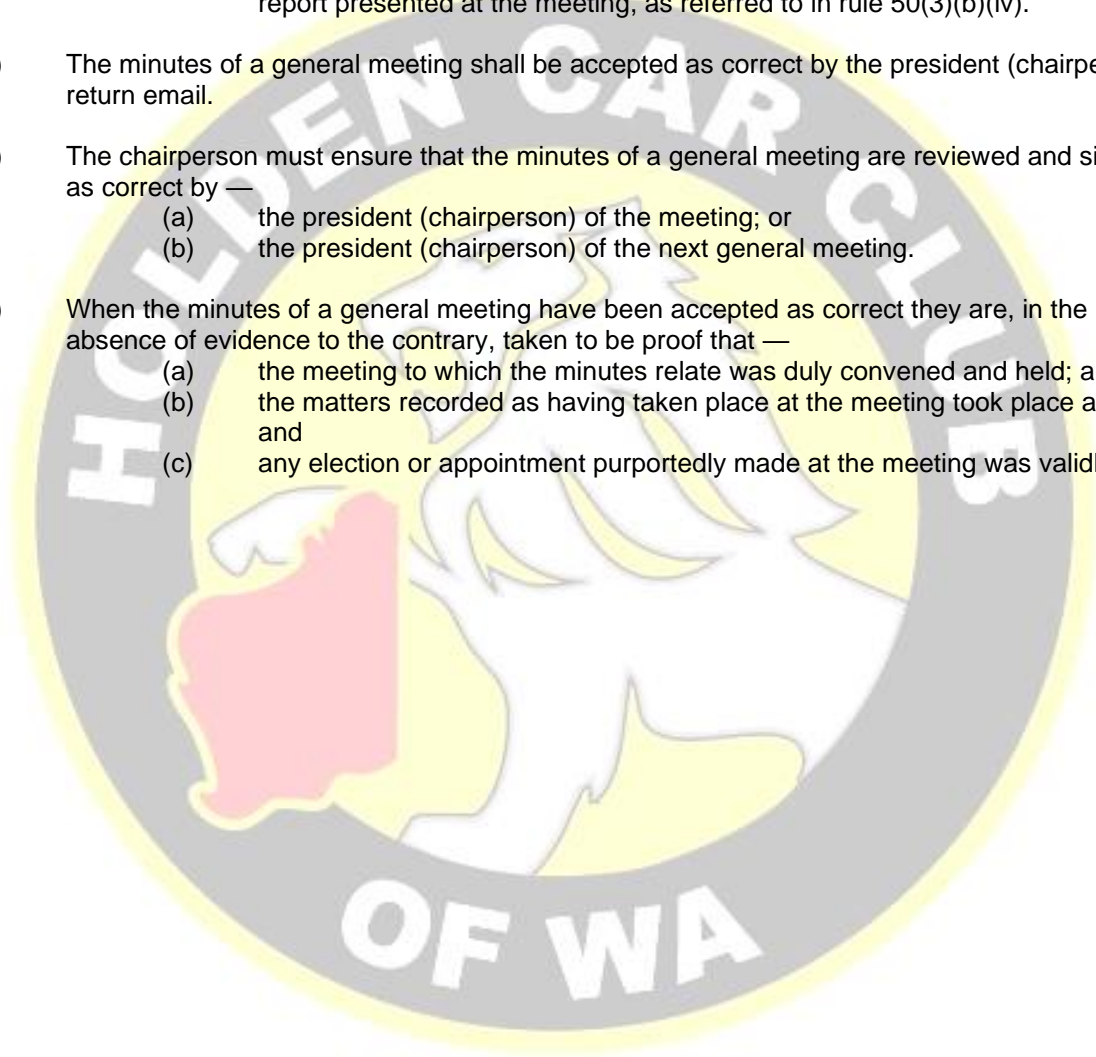 report presented at the meeting, as referred to in rule 50(3)(b)(iv).
) The minutes of a general meeting shall be accepted as correct by the president
return email.
) The chairperson must ensure that the minutes of a general meeting are reviewed and
as correct by —
(a) the president (chairperson) of the meeting; or
(b) the president (chairperson) of the next general meeting.
) When the minutes of a general meeting have been accepted as correct they are, in the
absence of evidence to the contrary, taken to be proof that —
(a) the meeting to which the minutes relate was duly convened and held;
(b) the matters recorded as having taken place at the meeting took place
and
(c) any election or appointment purportedly made at the meeting was
HOLDEN CAR CLUB
OF WA